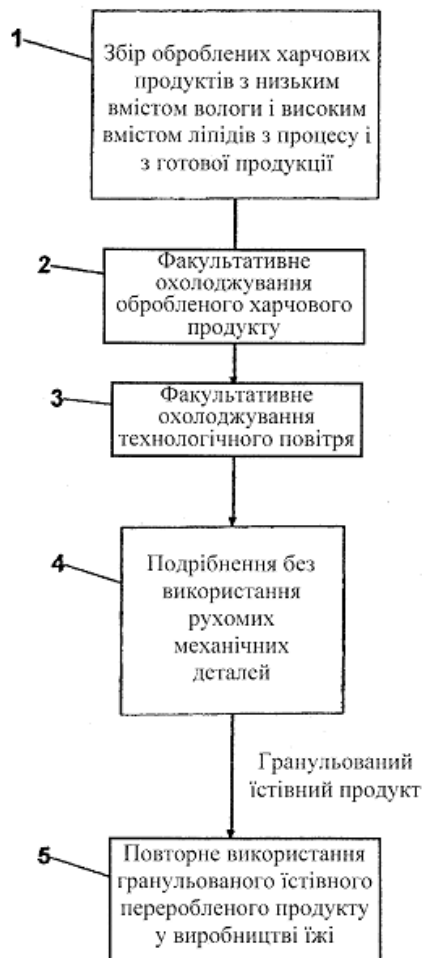 1
Збір оброблених харчових
продуктів з низьким
вмістом вологи і високим
вмістом ліпідів з процесу і
з готової продукції
2
Факультативне
охолоджування
обробленого харчового
продукту
3
Факультативне
охолоджування
технологічного повітря
4
Подрібнення без
використання
рухомих
механічних
деталей
Гранульований
їстівний продукт
5
Повторне використання
гранульованого їстівного
переробленого продукту
у виробництві їжі